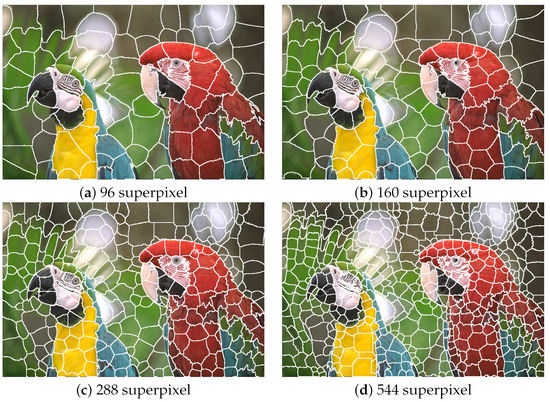 (a) 96 superpixel
(b) 160 superpixel
(c) 288 superpixel
(d) 544 superpixel